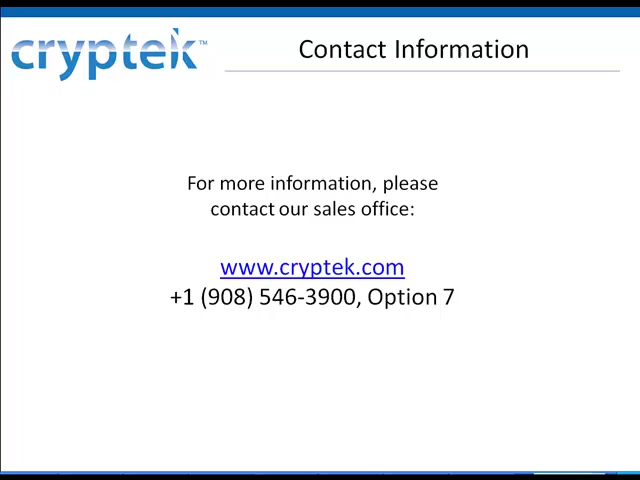 cryptek™
Contact Information
For more information, please
contact our sales office:
www.cryptek.com
+1 (908) 546-3900, Option 7